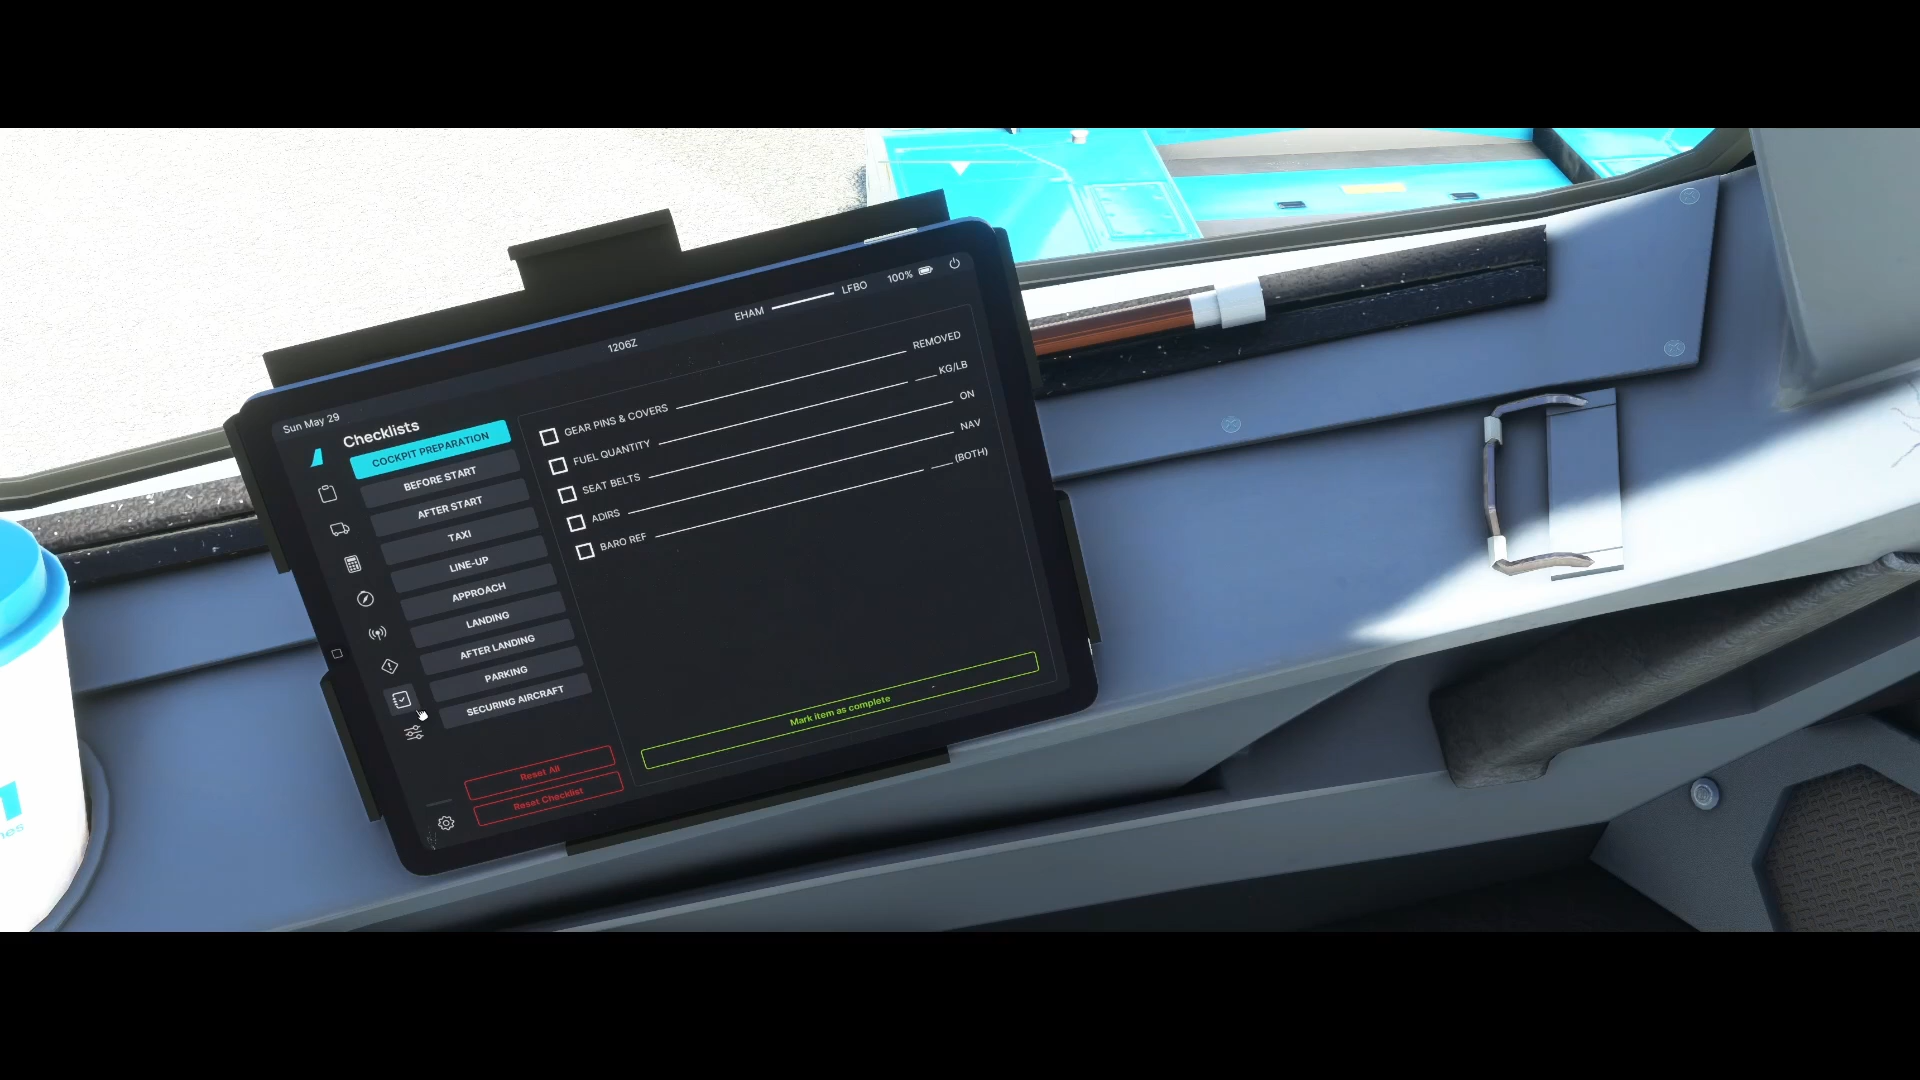 Sun May 29
1206Z
EHAM
LFBO
100%
Checklists
COCKPIT PREPARATION
BEFORE START
AFTER START
TAXI
LINE-UP
APPROACH
LANDING
AFTER LANDING
PARKING
SECURING AIRCRAFT
Reset All
Reset Checklist
GEAR PINS & COVERS REMOVED
FUEL QUANTITY ___ KG/LB
SEAT BELTS ON
ADIRS NAV
BARO REF ___ (BOTH)
Mark item as complete